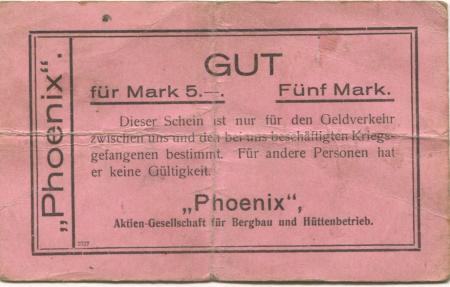 „Phoenix“.
GUT
für Mark 5.—. Fünf Mark.
Dieser Schein ist nur für den Geldverkehr
zwischen uns und den bei uns beschäftigten Kriegs-
gefangenen bestimmt. Für andere Personen hat
er keine Gültigkeit.
„Phoenix“,
Aktien-Gesellschaft für Bergbau und Hüttenbetrieb.